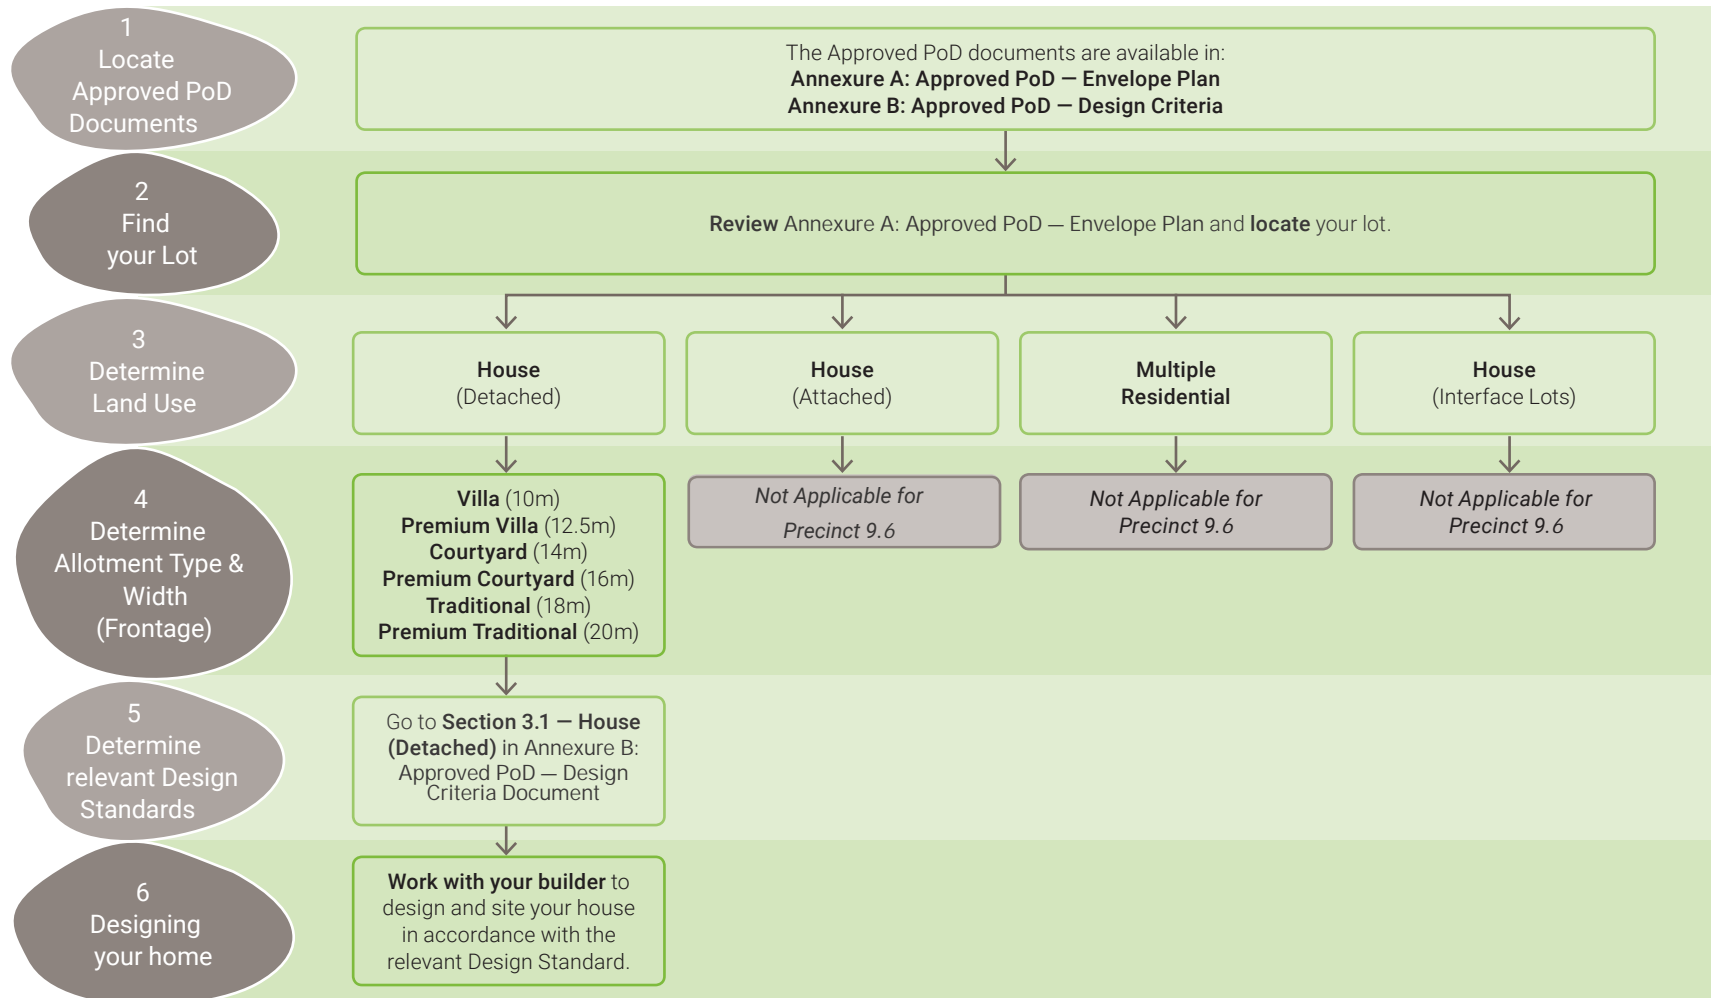 1
Locate
Approved PoD
Documents
The Approved PoD documents are available in:
Annexure A: Approved PoD — Envelope Plan
Annexure B: Approved PoD — Design Criteria
2
Find
your Lot
Review Annexure A: Approved PoD — Envelope Plan and locate your lot.
3
Determine
Land Use
House
(Detached)
House
(Attached)
Multiple
Residential
House
(Interface Lots)
4
Determine
Allotment Type &
Width
(Frontage)
Villa (10m)
Premium Villa (12.5m)
Courtyard (14m)
Premium Courtyard (16m)
Traditional (18m)
Premium Traditional (20m)
Not Applicable for
Precinct 9.6
Not Applicable for
Precinct 9.6
Not Applicable for
Precinct 9.6
5
Determine
relevant Design
Standards
Go to Section 3.1 — House
(Detached) in Annexure B:
Approved PoD — Design
Criteria Document
6
Designing
your home
Work with your builder to
design and site your house
in accordance with the
relevant Design Standard.